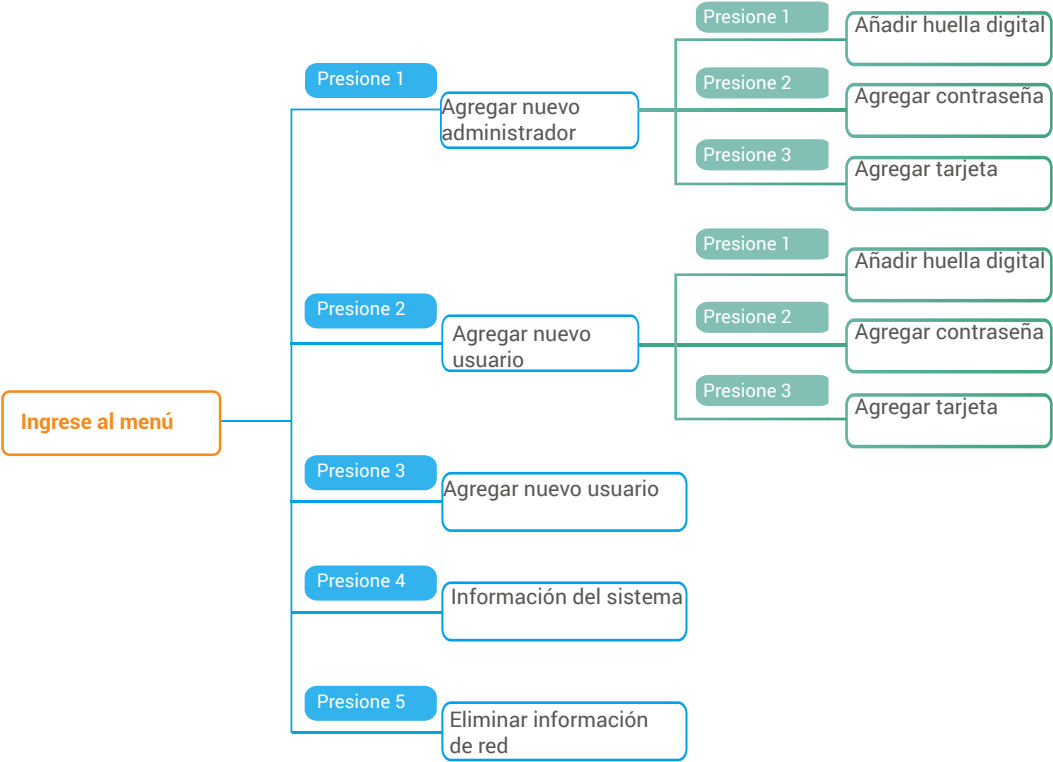 Ingrese al menú
Presione 1
Agregar nuevo
administrador
Presione 1
Añadir huella digital
Presione 2
Agregar contraseña
Presione 3
Agregar tarjeta
Presione 2
Agregar nuevo
usuario
Presione 1
Añadir huella digital
Presione 2
Agregar contraseña
Presione 3
Agregar tarjeta
Presione 3
Agregar nuevo usuario
Presione 4
Información del sistema
Presione 5
Eliminar información
de red